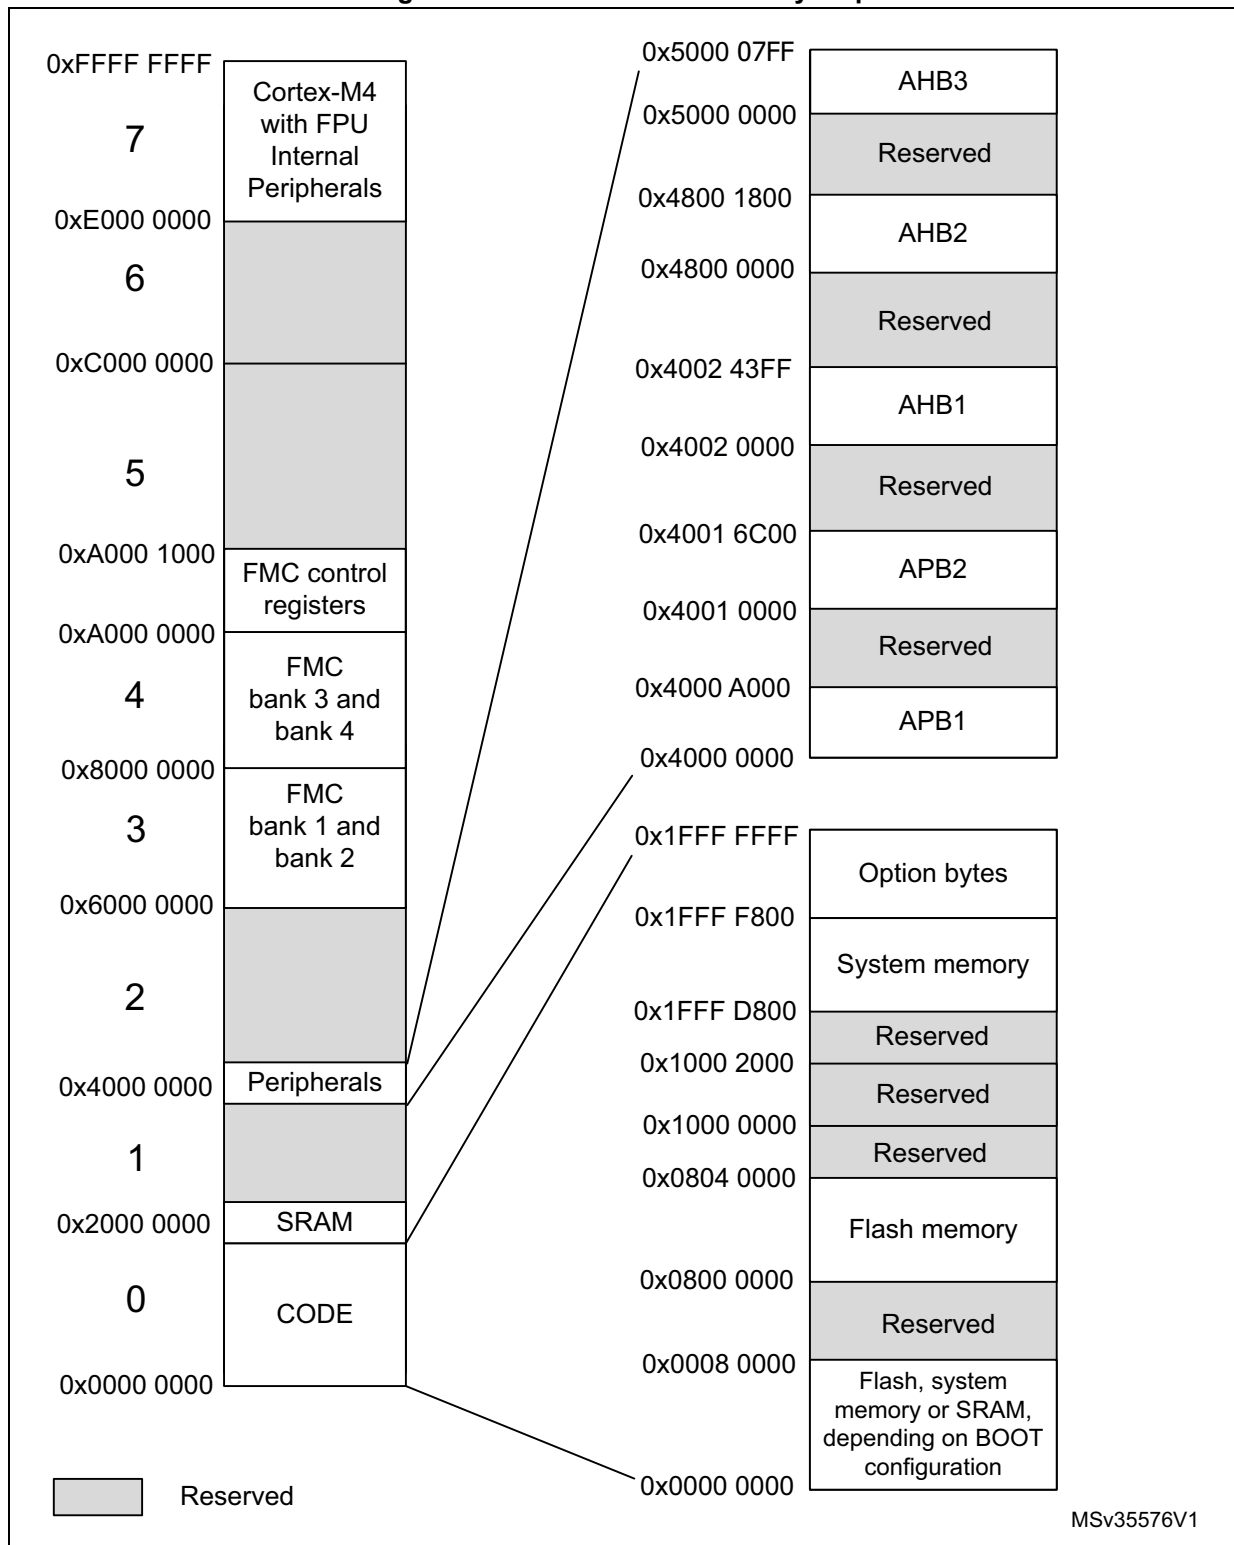 0xFFFF FFFF
Cortex-M4
with FPU
Internal
Peripherals
7
0xE000 0000
6
0xC000 0000
5
0xA000 1000
FMC control
registers
0xA000 0000
FMC
bank 3 and
bank 4
4
0x8000 0000
FMC
bank 1 and
bank 2
3
0x6000 0000
2
Peripherals
0x4000 0000
1
0x2000 0000
SRAM
0
CODE
0x0000 0000
Reserved
0x5000 07FF
AHB3
0x5000 0000
Reserved
0x4800 1800
AHB2
0x4800 0000
Reserved
0x4002 43FF
AHB1
0x4002 0000
Reserved
0x4001 6C00
APB2
0x4001 0000
Reserved
0x4000 A000
APB1
0x4000 0000
0x1FFF FFFF
Option bytes
0x1FFF F800
System memory
0x1FFF D800
Reserved
0x1000 2000
Reserved
0x1000 0000
Reserved
0x0804 0000
Flash memory
0x0800 0000
Reserved
0x0008 0000
Flash, system
memory or SRAM,
depending on BOOT
configuration
0x0000 0000
MSv35576V1